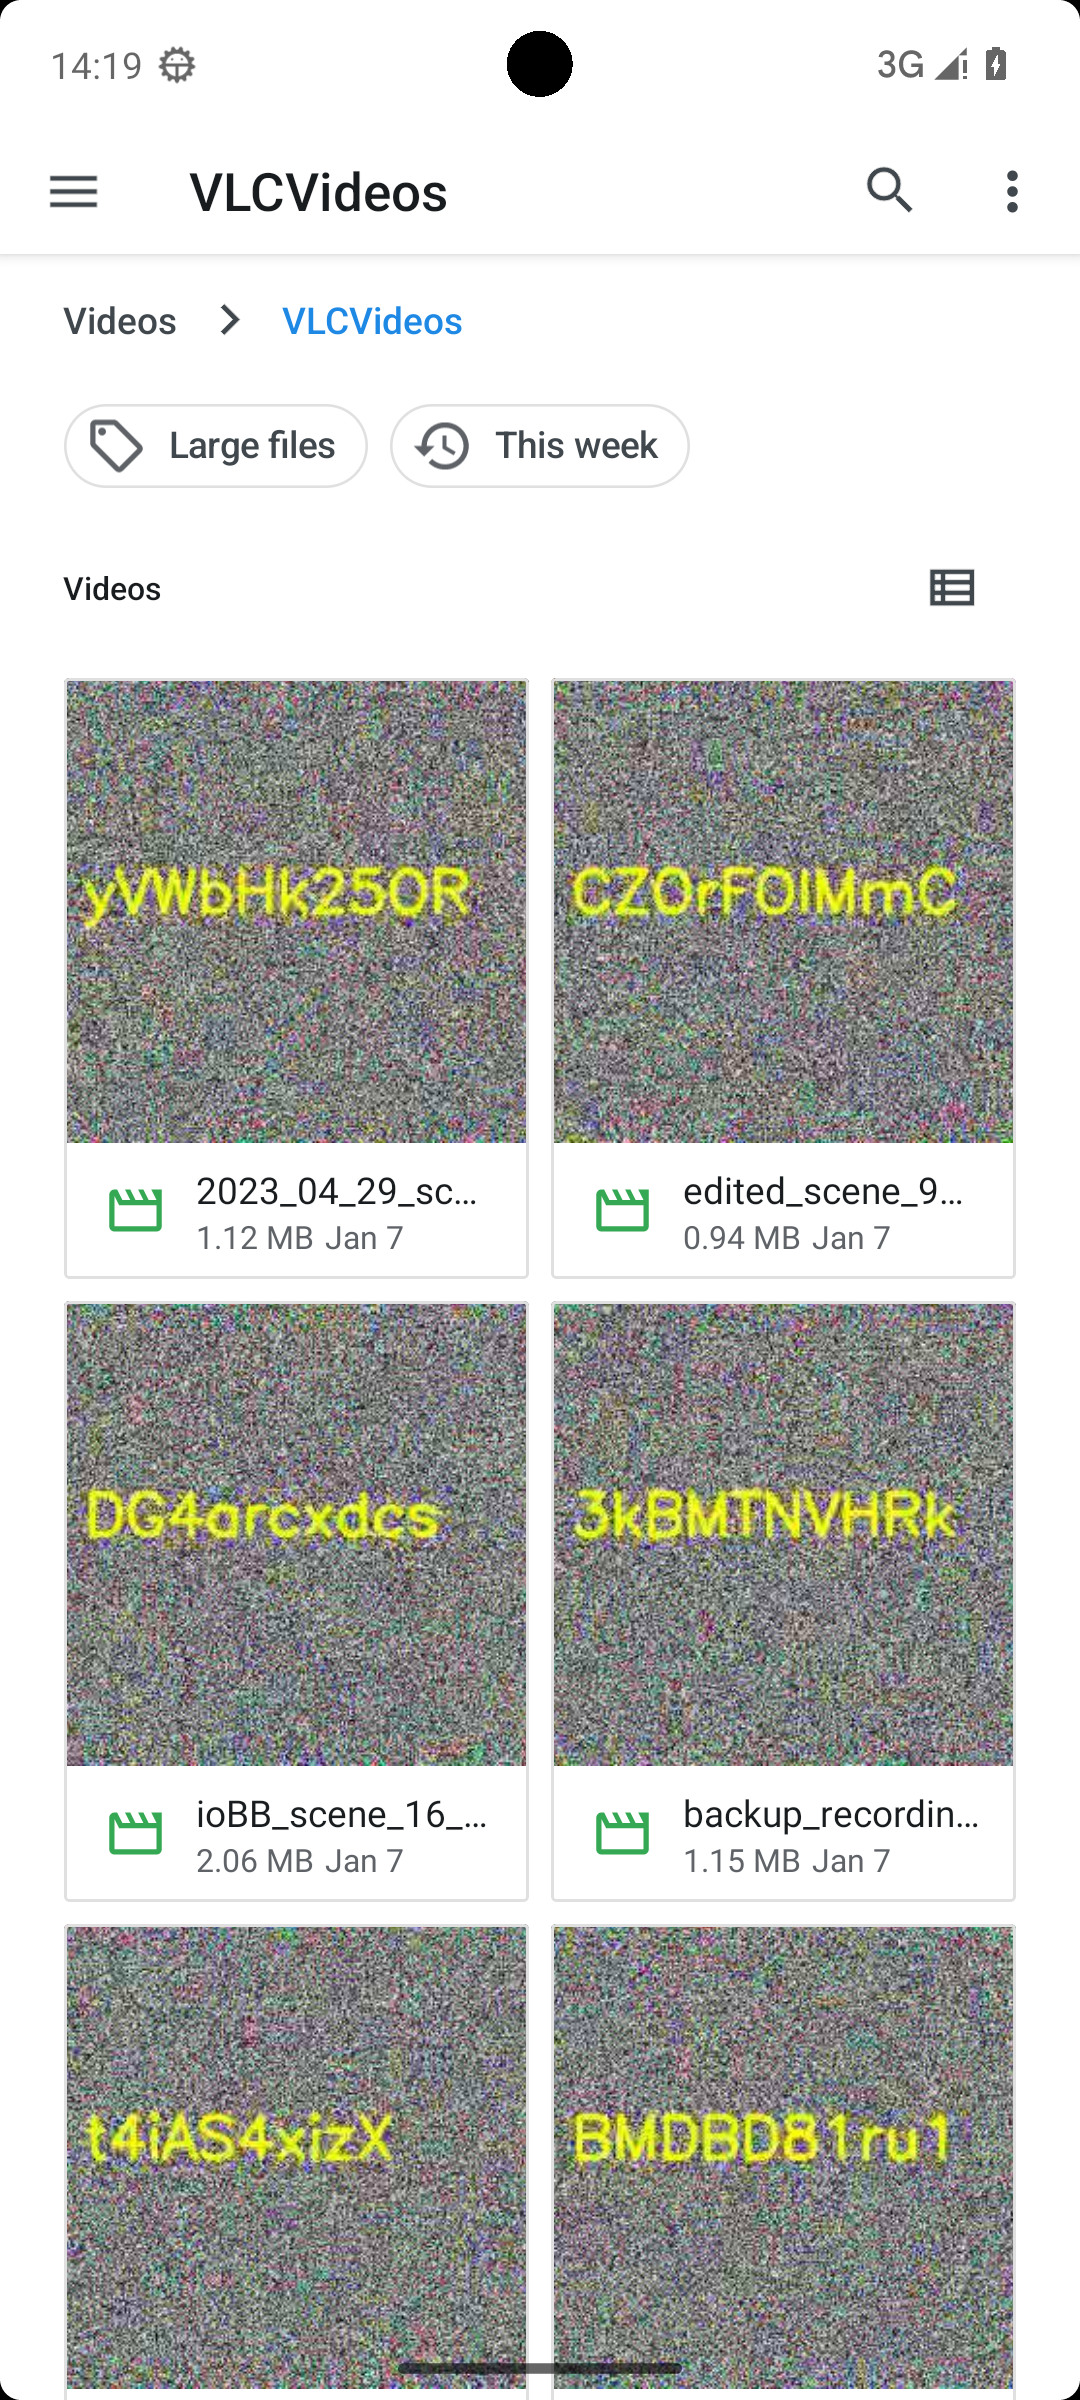 14:19
3G
VLCVideos
Videos
VLCVideos
Large files
This week
Videos
yVWbHk250R
CZOrFOIMmC
2023_04_29_sc...
1.12 MB Jan 7
edited_scene_9...
0.94 MB Jan 7
DG4arcxdcs
3kBMTNVHRk
ioBB_scene_16_...
2.06 MB Jan 7
backup_recordin...
1.15 MB Jan 7
t4iAS4xizX
BMDBD81ru1